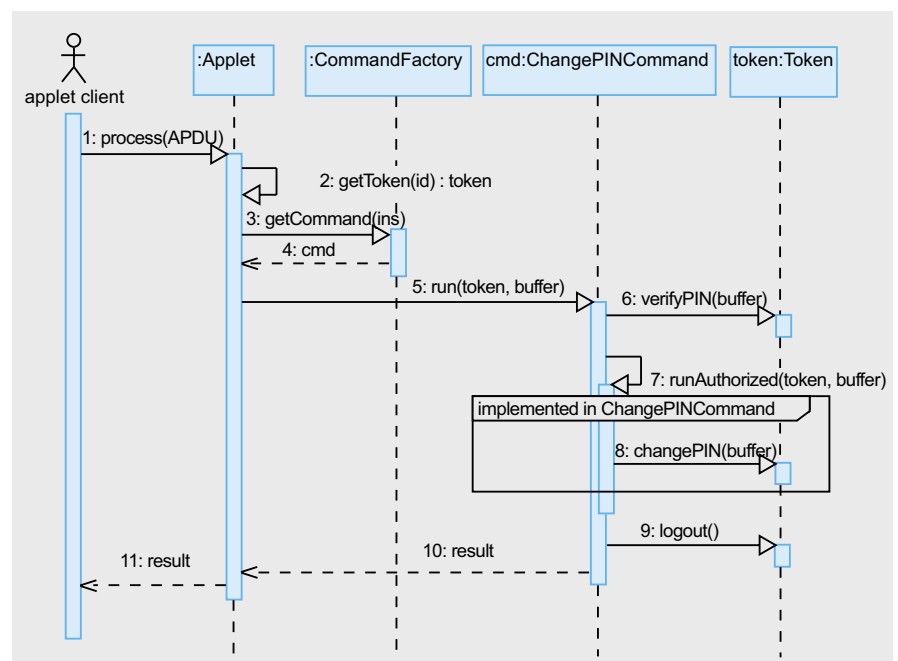 applet client
:Applet
:CommandFactory
cmd:ChangePINCommand
token:Token
1: process(APDU)
2: getToken(id) : token
3: getCommand(ins)
4: cmd
5: run(token, buffer)
6: verifyPIN(buffer)
7: runAuthorized(token, buffer)
implemented in ChangePINCommand
8: changePIN(buffer)
9: logout()
10: result
11: result